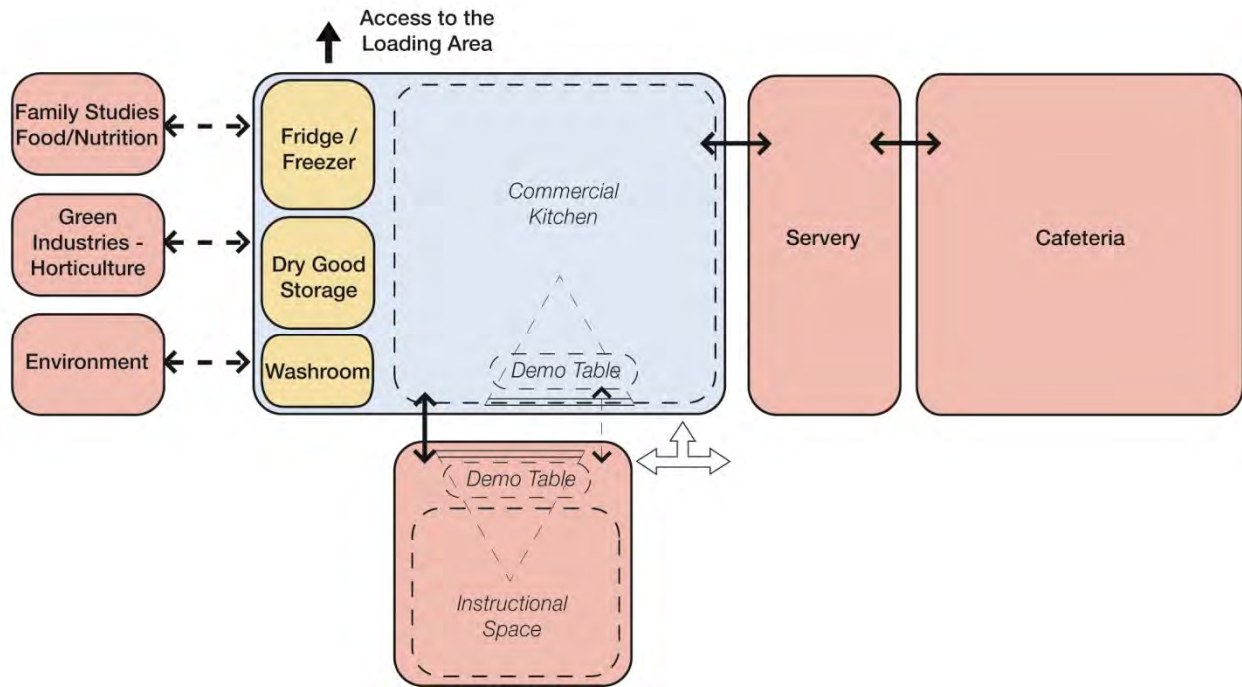 Access to the
Loading Area
Family Studies
Food/Nutrition
Green
Industries -
Horticulture
Environment
Fridge /
Freezer
Dry Good
Storage
Washroom
Commercial
Kitchen
Demo Table
Servery
Cafeteria
Demo Table
Instructional
Space